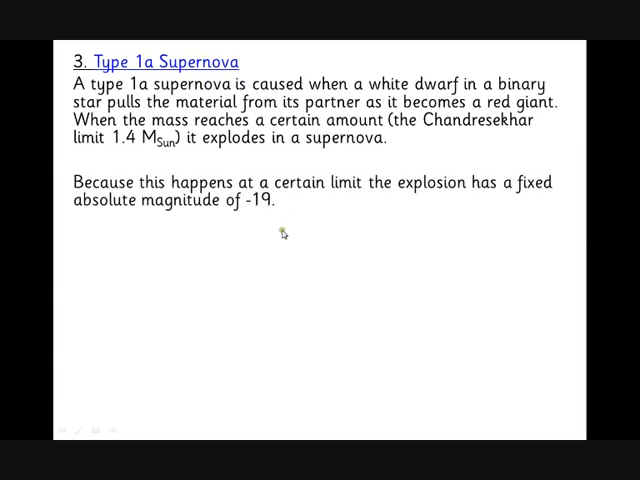 3. Type 1a Supernova
A type 1a supernova is caused when a white dwarf in a binary
star pulls the material from its partner as it becomes a red giant.
When the mass reaches a certain amount (the Chandresekhar
limit 1.4 MSun) it explodes in a supernova.
Because this happens at a certain limit the explosion has a fixed
absolute magnitude of -19.